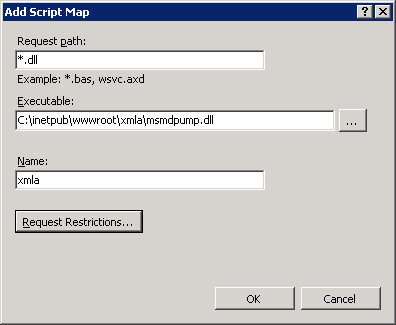 Add Script Map
Request path:
*.dll
Example: *.bas, wsvc.axd
Executable:
C:\inetpub\wwwroot\xmla\msmdpump.dll
...
Name:
xmla
Request Restrictions...
OK Cancel